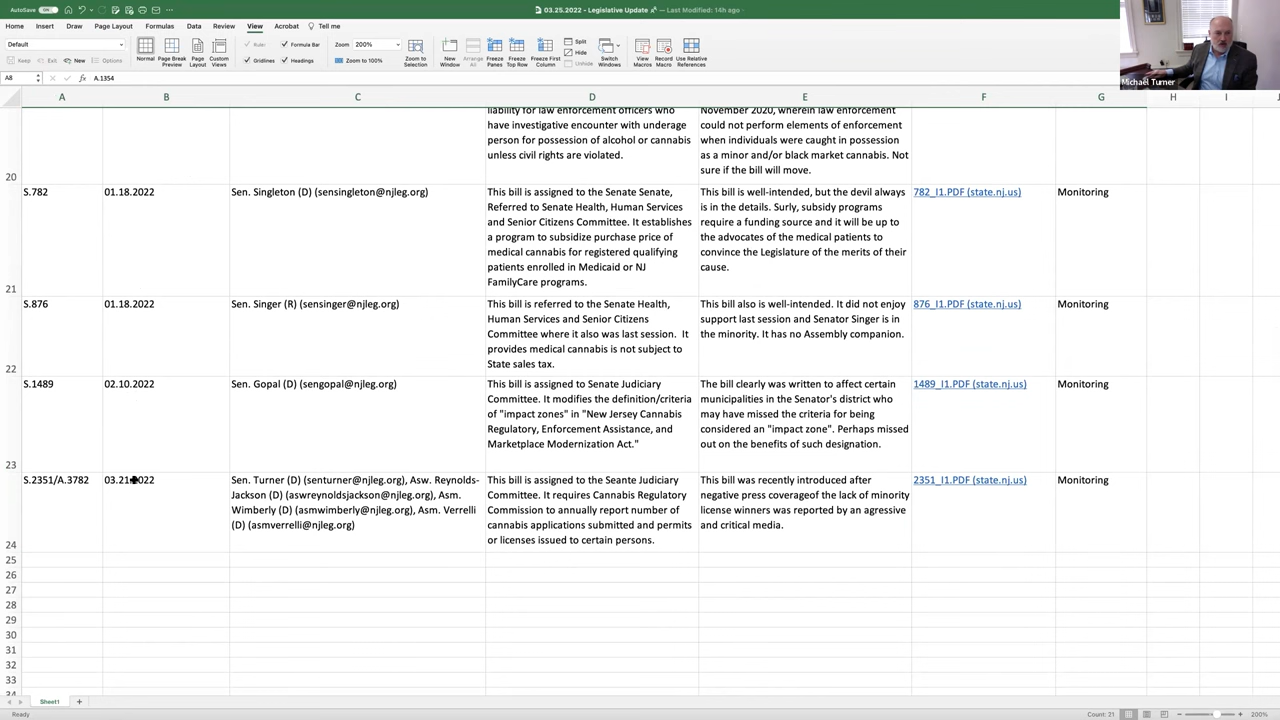 AutoSave ON 03.25.2022 - Legislative Update — Last Modified: 14h ago
Home Insert Draw Page Layout Formulas Data Review View Acrobat Tell me
Default Ruler Formula Bar Zoom 200% Split
Keep Exit New Options Normal Page Break Preview Page Layout Custom Views Gridlines Headings Zoom to 100% Zoom to Selection New Window Arrange All Freeze Panes Freeze Top Row Freeze First Column Hide Unhide Switch Windows View Macros Record Macro Use Relative References
Michael Turner
A8 fx A.1354
A B C D E F G H I J
liability for law enforcement officers who
have investigative encounter with underage
person for possession of alcohol or cannabis
unless civil rights are violated.
November 2020, wherein law enforcement
could not perform elements of enforcement
when individuals were caught in possession
as a minor and/or black market cannabis. Not
sure if the bill will move.
20
S.782 01.18.2022 Sen. Singleton (D) (sensingleton@njleg.org)
This bill is assigned to the Senate Senate,
Referred to Senate Health, Human Services
and Senior Citizens Committee. It establishes
a program to subsidize purchase price of
medical cannabis for registered qualifying
patients enrolled in Medicaid or NJ
FamilyCare programs.
This bill is well-intended, but the devil always
is in the details. Surly, subsidy programs
require a funding source and it will be up to
the advocates of the medical patients to
convince the Legislature of the merits of their
cause.
782_I1.PDF (state.nj.us) Monitoring
21
S.876 01.18.2022 Sen. Singer (R) (sensinger@njleg.org)
This bill is referred to the Senate Health,
Human Services and Senior Citizens
Committee where it also was last session. It
provides medical cannabis is not subject to
State sales tax.
This bill also is well-intended. It did not enjoy
support last session and Senator Singer is in
the minority. It has no Assembly companion.
876_I1.PDF (state.nj.us) Monitoring
22
S.1489 02.10.2022 Sen. Gopal (D) (sengopal@njleg.org)
This bill is assigned to Senate Judiciary
Committee. It modifies the definition/criteria
of "impact zones" in "New Jersey Cannabis
Regulatory, Enforcement Assistance, and
Marketplace Modernization Act."
The bill clearly was written to affect certain
municipalities in the Senator's district who
may have missed the criteria for being
considered an "impact zone". Perhaps missed
out on the benefits of such designation.
1489_I1.PDF (state.nj.us) Monitoring
23
S.2351/A.3782 03.21.2022
Sen. Turner (D) (senturner@njleg.org), Asw. Reynolds-
Jackson (D) (aswreynoldsjackson@njleg.org), Asm.
Wimberly (D) (asmwimberly@njleg.org), Asm. Verrelli
(D) (asmverrelli@njleg.org)
This bill is assigned to the Seante Judiciary
Committee. It requires Cannabis Regulatory
Commission to annually report number of
cannabis applications submitted and permits
or licenses issued to certain persons.
This bill was recently introduced after
negative press coverageof the lack of minority
license winners was reported by an agressive
and critical media.
2351_I1.PDF (state.nj.us) Monitoring
24
25
26
27
28
29
30
31
32
33
34
Sheet1
Ready Count: 21 200%